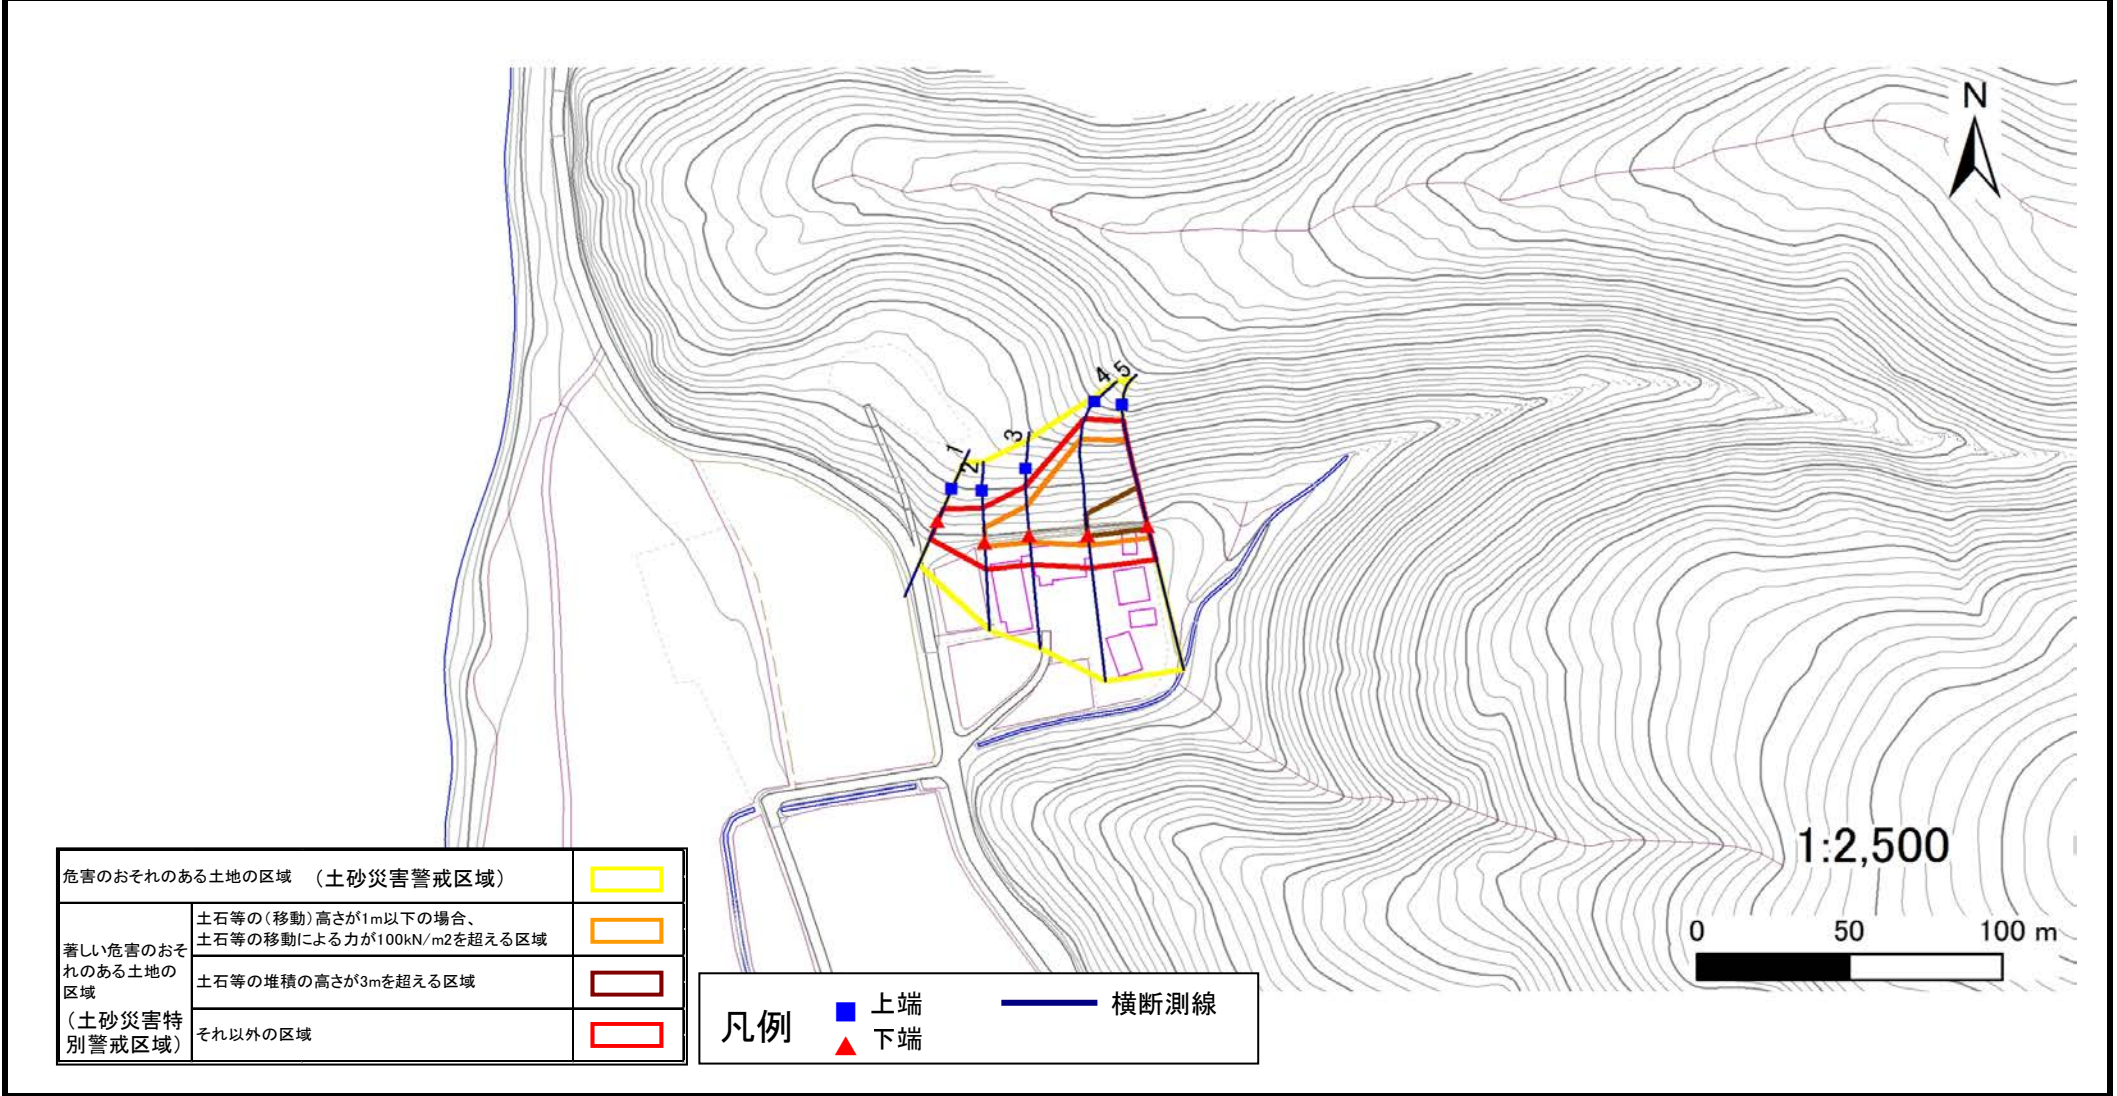 N
1
2
3
4
5
1:2,500
0 50 100 m
危害のおそれのある土地の区域 （土砂災害警戒区域）
著しい危害のおそ
れのある土地の
区域
（土砂災害特
別警戒区域）
土石等の（移動）高さが1m以下の場合、
土石等の移動による力が100kN/m2を超える区域
土石等の堆積の高さが3mを超える区域
それ以外の区域
凡例
上端
下端
横断測線